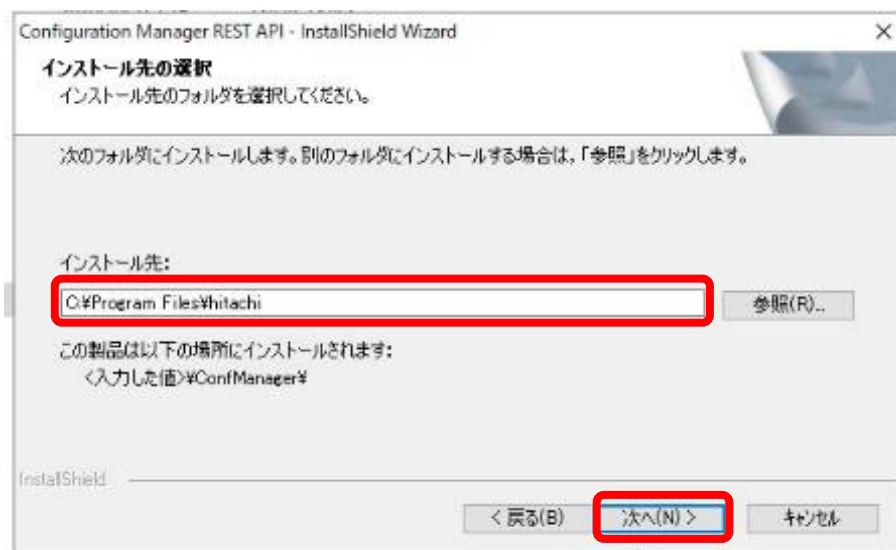 Configuration Manager REST API - InstallShield Wizard
インストール先の選択
インストール先のフォルダを選択してください。
次のフォルダにインストールします。別のフォルダにインストールする場合は、「参照」をクリックします。
インストール先:
C:¥Program Files¥hitachi
参照(R)...
この製品は以下の場所にインストールされます:
<入力した値>¥ConfManager¥
InstallShield
< 戻る(B)
次へ(N) >
キャンセル